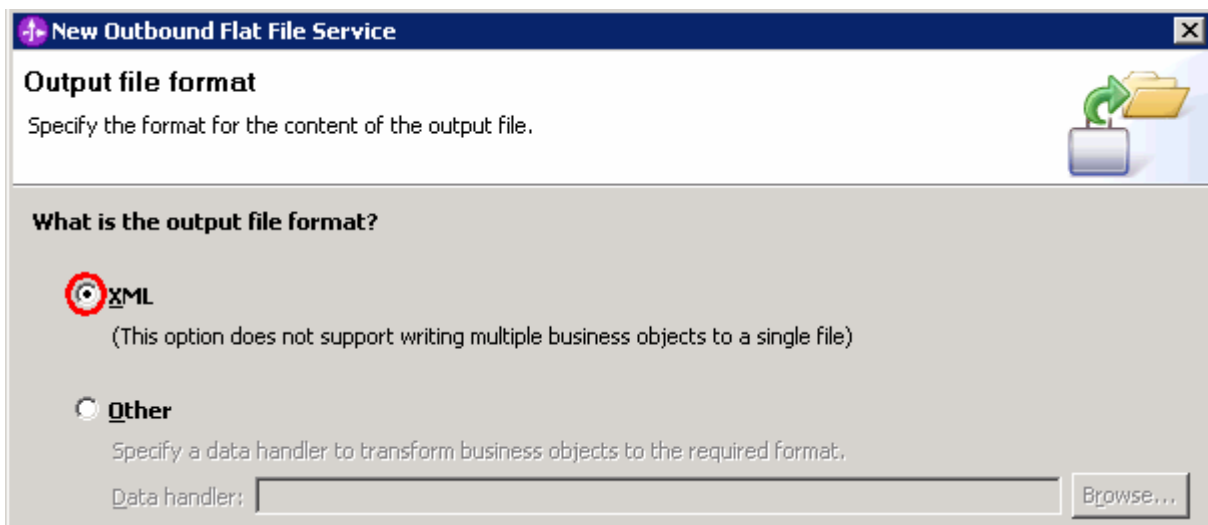 New Outbound Flat File Service
Output file format
Specify the format for the content of the output file.
What is the output file format?
XML
(This option does not support writing multiple business objects to a single file)
Other
Specify a data handler to transform business objects to the required format.
Data handler:
Browse...